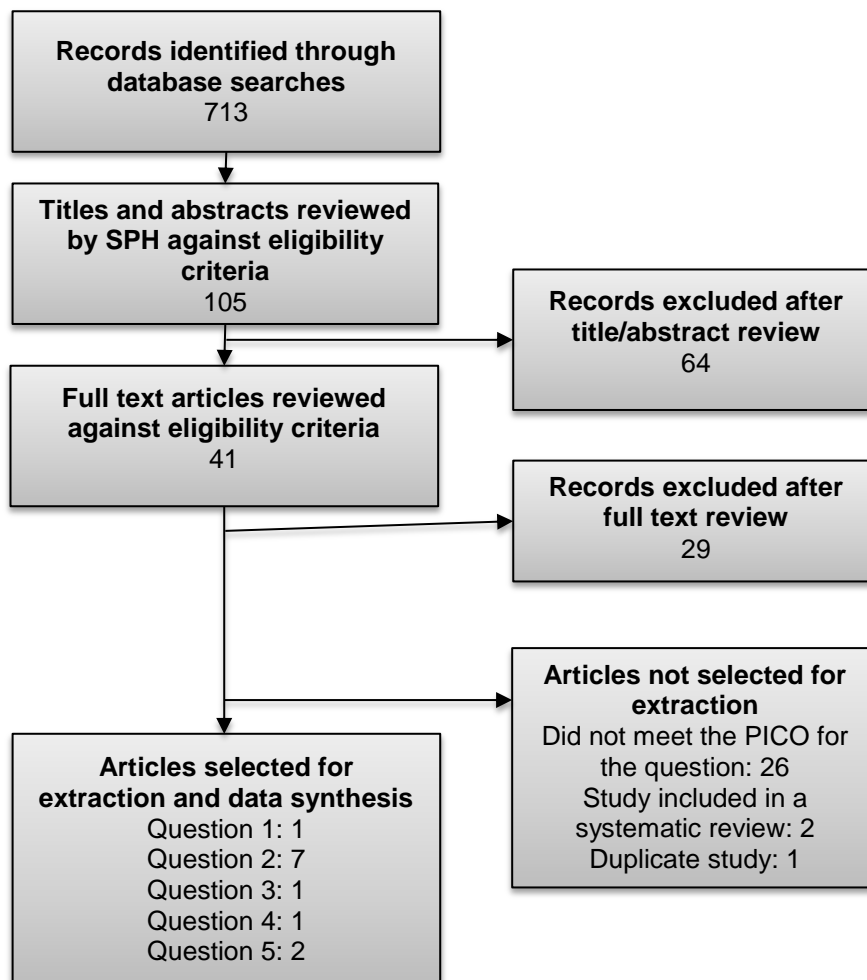 Records identified through
database searches
713
Titles and abstracts reviewed
by SPH against eligibility
criteria
105
Records excluded after
title/abstract review
64
Full text articles reviewed
against eligibility criteria
41
Records excluded after
full text review
29
Articles not selected for
extraction
Did not meet the PICO for
the question: 26
Study included in a
systematic review: 2
Duplicate study: 1
Articles selected for
extraction and data synthesis
Question 1: 1
Question 2: 7
Question 3: 1
Question 4: 1
Question 5: 2